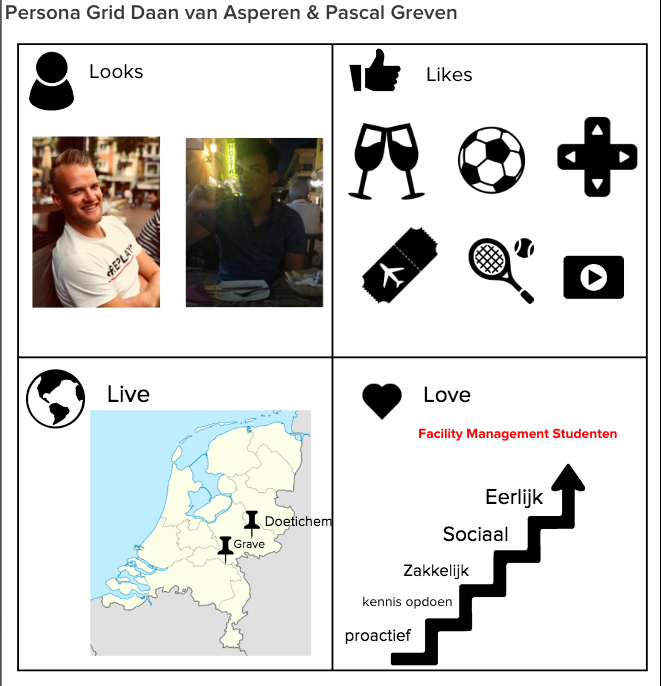 Persona Grid Daan van Asperen & Pascal Greven
Looks
Likes
REPLAY
Live
Love
Facility Management Studenten
Doetichem
Grave
Eerlijk
Sociaal
Zakkelijk
kennis opdoen
proactief